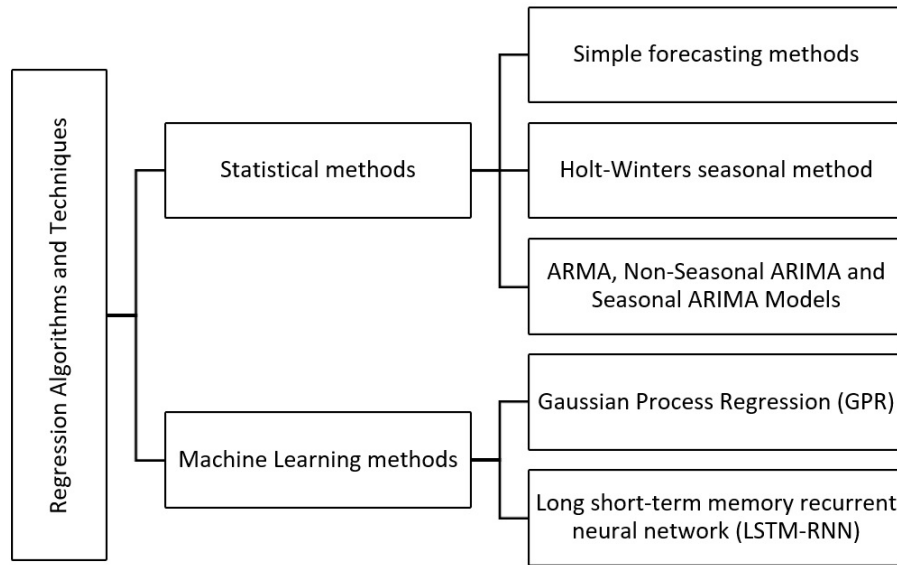 Regression Algorithms and Techniques
Statistical methods
Simple forecasting methods
Holt-Winters seasonal method
ARMA, Non-Seasonal ARIMA and
Seasonal ARIMA Models
Machine Learning methods
Gaussian Process Regression (GPR)
Long short-term memory recurrent
neural network (LSTM-RNN)